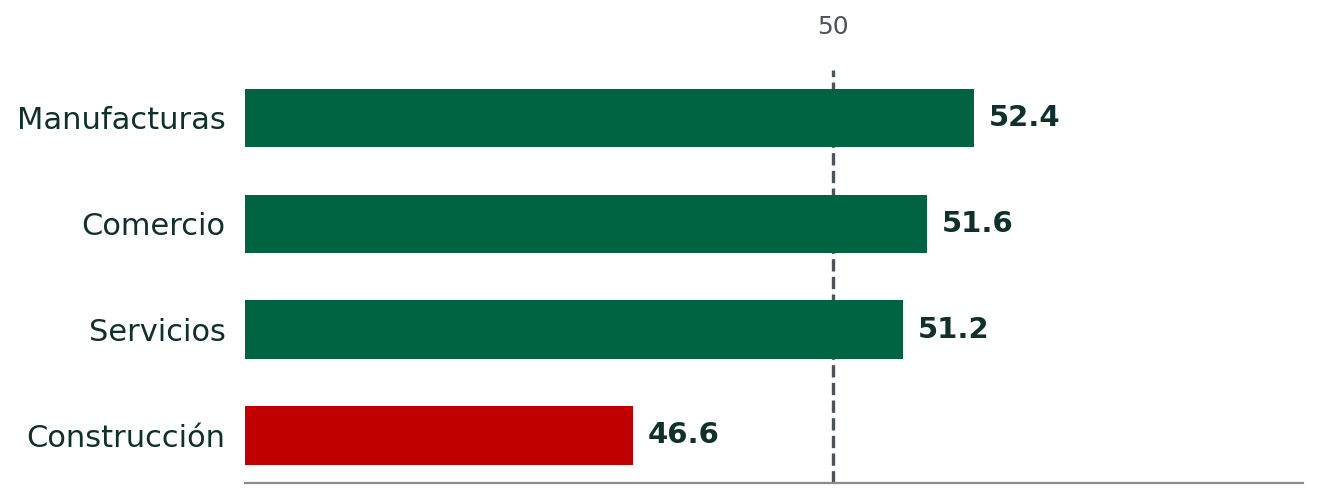 50
Manufacturas 52.4
Comercio 51.6
Servicios 51.2
Construcción 46.6